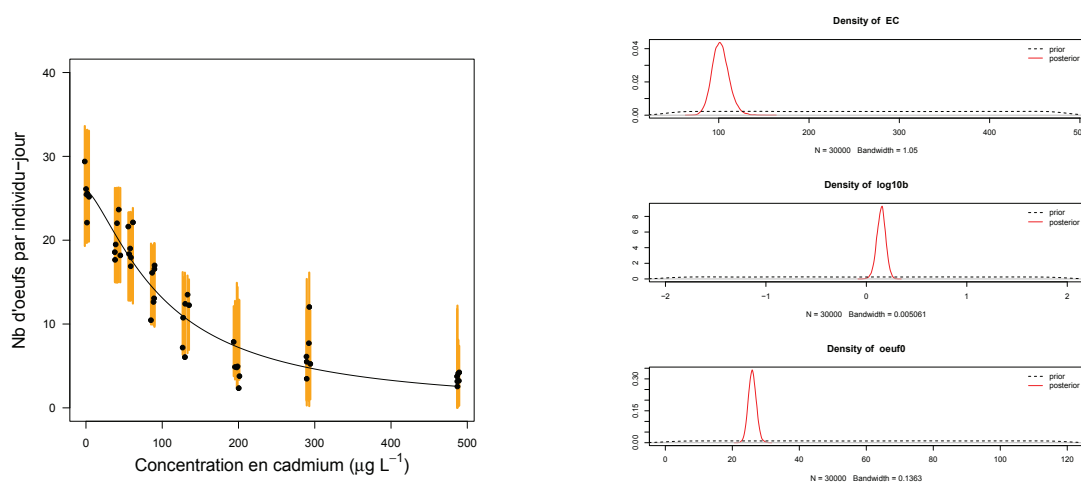 Nb d'oeufs par individu-jour
40
30
20
10
0
0 100 200 300 400 500
Concentration en cadmium (μg L⁻¹)
Density of EC
0.00 0.02 0.04
prior
posterior
100 200 300 400 500
N = 30000 Bandwidth = 1.05
Density of log10b
0 2 4 6 8
prior
posterior
−2 −1 0 1 2
N = 30000 Bandwidth = 0.005061
Density of oeuf0
0.00 0.15 0.30
prior
posterior
0 20 40 60 80 100 120
N = 30000 Bandwidth = 0.1363